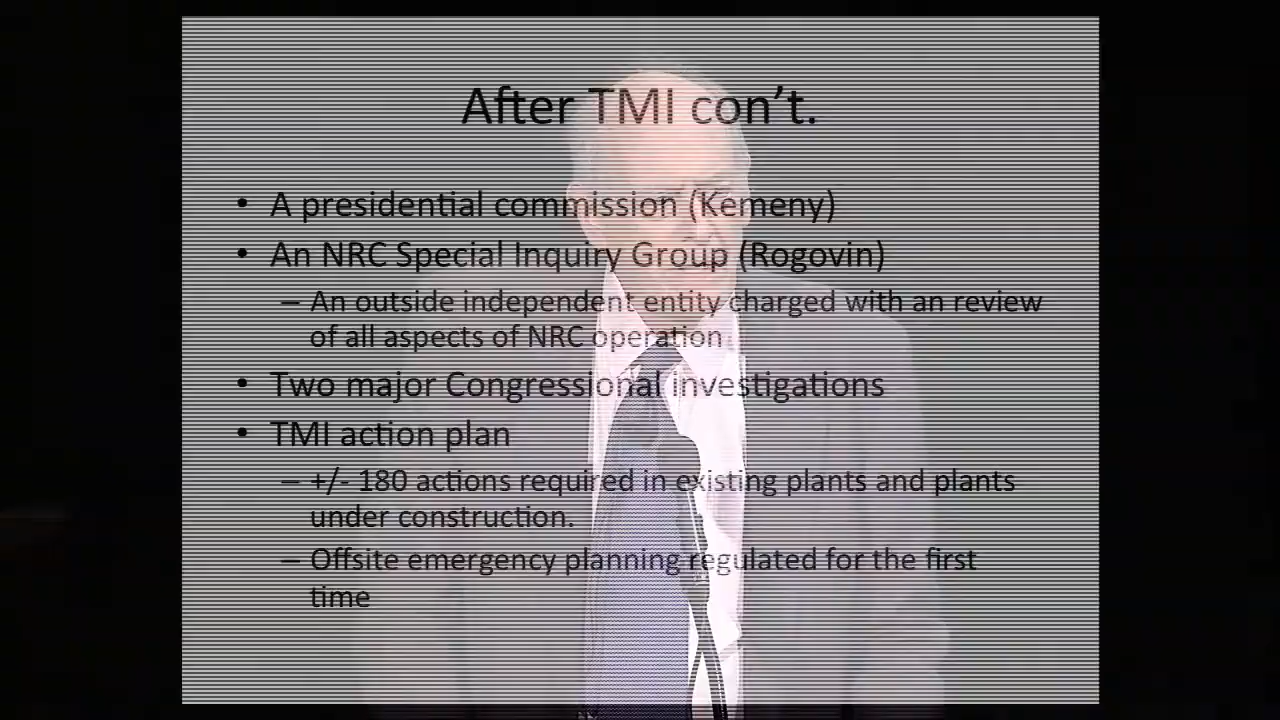 After TMI con’t.
• A presidential commission (Kemeny)
• An NRC Special Inquiry Group (Rogovin)
– An outside independent entity charged with an review
of all aspects of NRC operation
• Two major Congressional investigations
• TMI action plan
– +/- 180 actions required in existing plants and plants
under construction.
– Offsite emergency planning regulated for the first
time